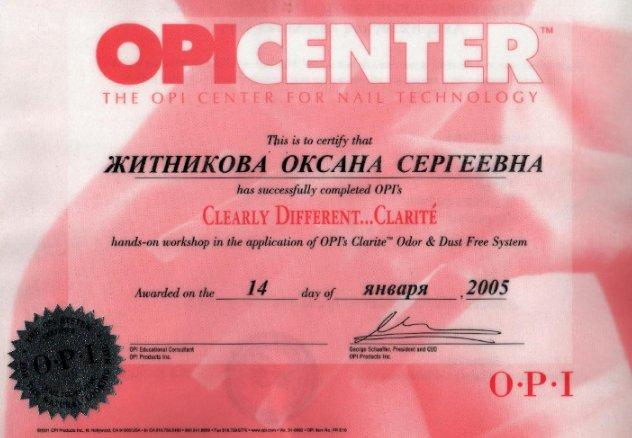 OPICENTER™
THE OPI CENTER FOR NAIL TECHNOLOGY
This is to certify that
ЖИТНИКОВА ОКСАНА СЕРГЕЕВНА
has successfully completed OPI's
CLEARLY DIFFERENT...CLARITÉ
hands-on workshop in the application of OPI's Clarite™ Odor & Dust Free System
Awarded on the 14 day of января , 2005
OPI Educational Consultant
OPI Products Inc.
George Schaeffer, President and CEO
OPI Products Inc.
O·P·I
O·P·I